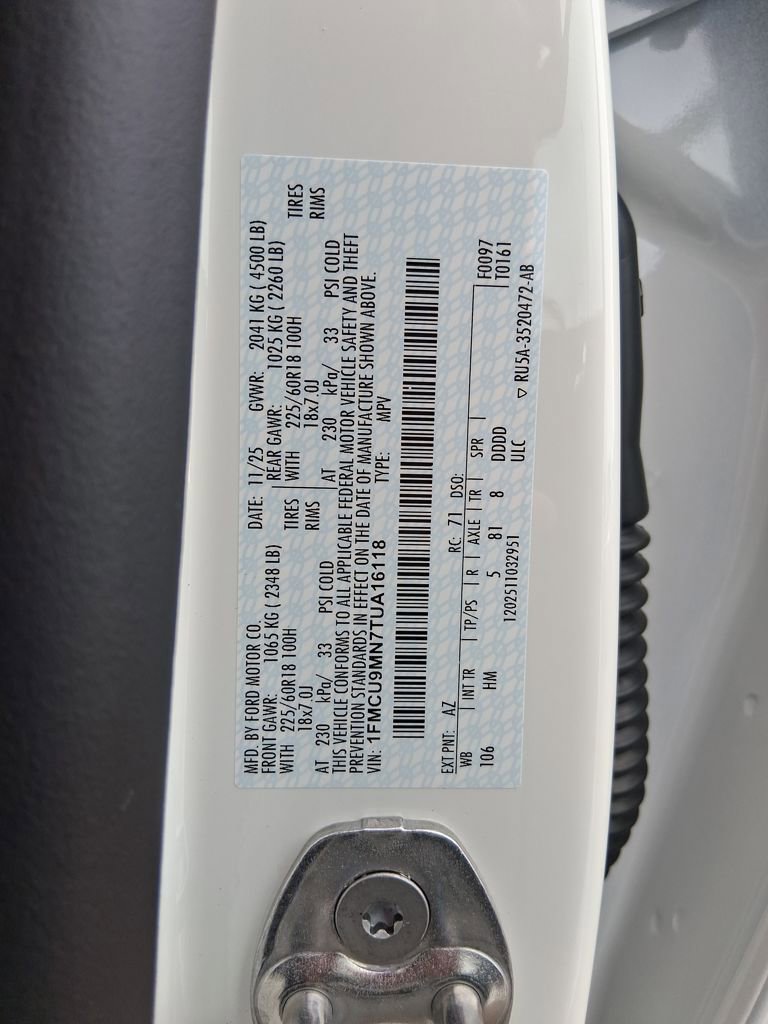 MFD. BY FORD MOTOR CO.
DATE: 11/25 GVWR: 2041 KG ( 4500 LB)
FRONT GAWR: 1065 KG ( 2348 LB)
REAR GAWR: 1025 KG ( 2260 LB)
WITH 225/60R18 100H TIRES
WITH 225/60R18 100H TIRES
18x7.0J RIMS
18x7.0J RIMS
AT 230 kPa/ 33 PSI COLD
AT 230 kPa/ 33 PSI COLD
THIS VEHICLE CONFORMS TO ALL APPLICABLE FEDERAL MOTOR VEHICLE SAFETY AND THEFT
PREVENTION STANDARDS IN EFFECT ON THE DATE OF MANUFACTURE SHOWN ABOVE.
VIN: 1FMCU9MN7TUA16118 TYPE: MPV
EXT PNT: AZ RC: 71 DSO:
WB INT TR TP/PS R AXLE TR SPR F0097
106 HM 5 81 8 DDDD T0161
1202511032951 ULC
▽ RU5A-3520472-AB